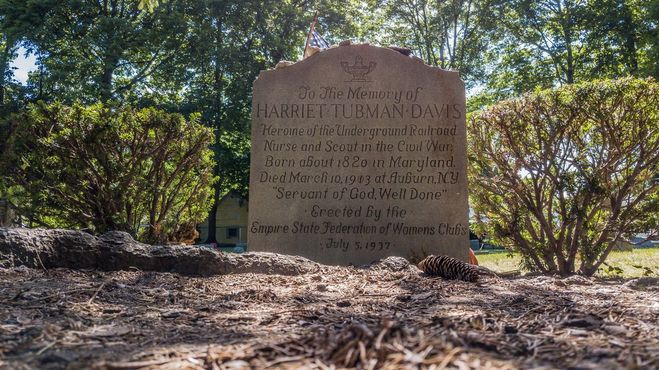 To The Memory of
HARRIET·TUBMAN·DAVIS
Heroine of the Underground Railroad.
Nurse and Scout in the Civil War.
Born about 1820 in Maryland.
Died March 10, 1913 at Auburn, N.Y.
"Servant of God, Well Done"
· Erected by the ·
Empire State Federation of Womens Clubs
· July 5, 1937 ·